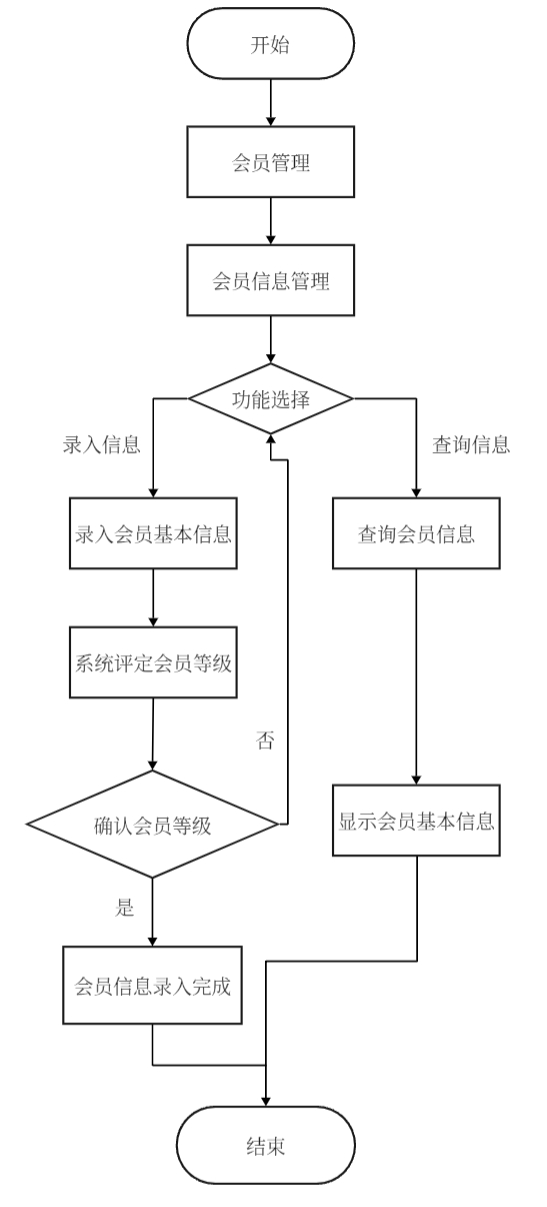 开始
会员管理
会员信息管理
功能选择
录入信息
查询信息
录入会员基本信息
查询会员信息
系统评定会员等级
否
显示会员基本信息
确认会员等级
是
会员信息录入完成
结束